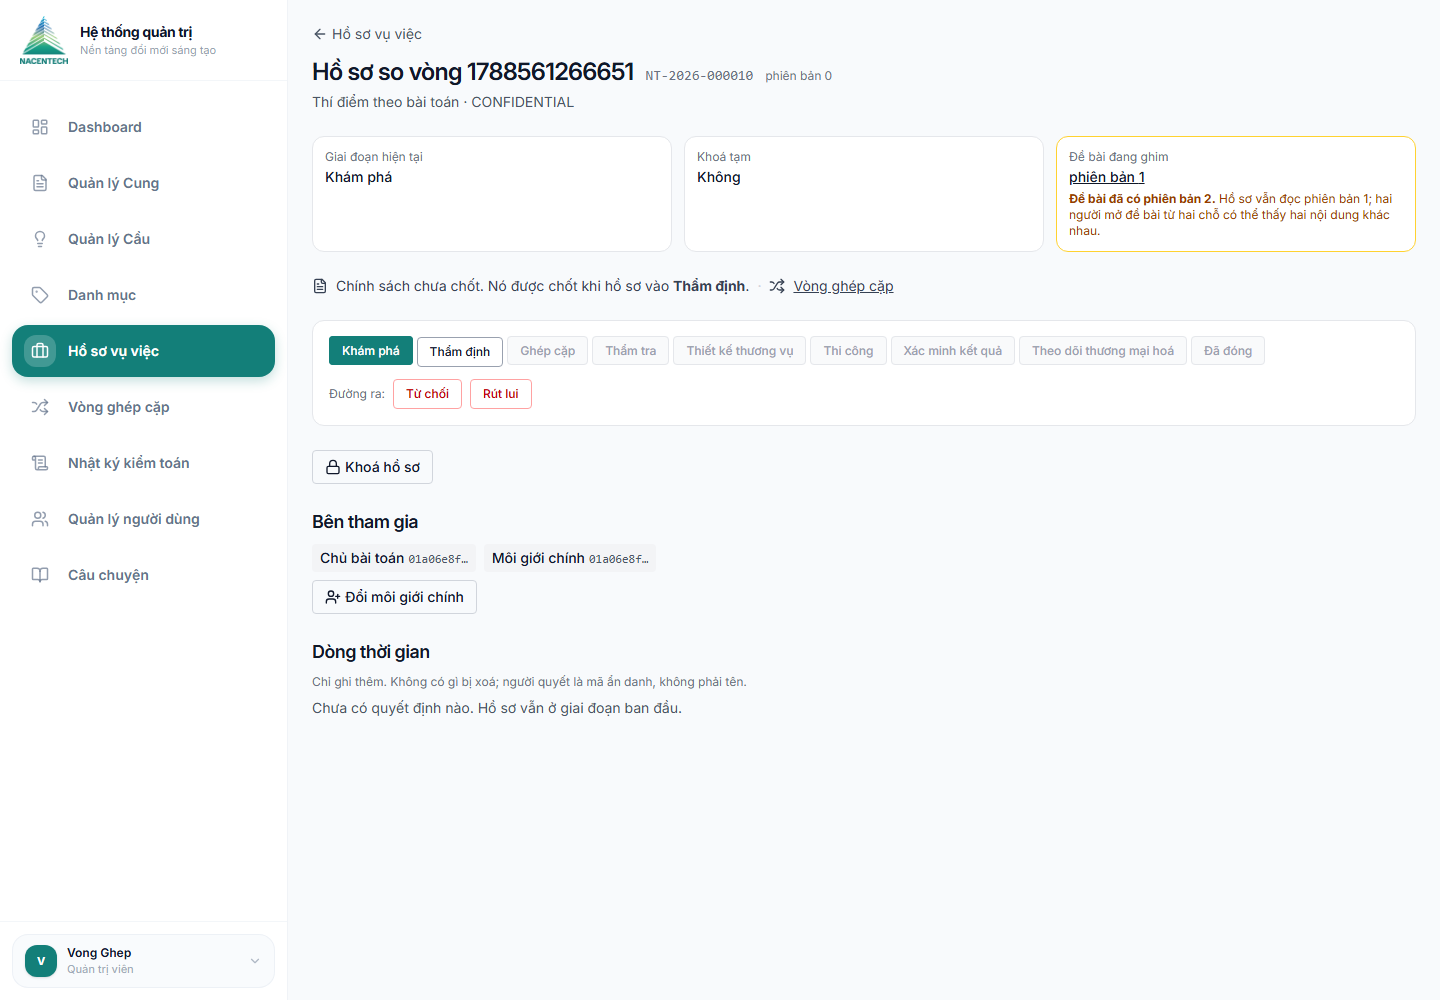 NACENTECH
Hệ thống quản trị
Nền tảng đổi mới sáng tạo
Dashboard
Quản lý Cung
Quản lý Cầu
Danh mục
Hồ sơ vụ việc
Vòng ghép cặp
Nhật ký kiểm toán
Quản lý người dùng
Câu chuyện
V
Vong Ghep
Quản trị viên
Hồ sơ vụ việc
Hồ sơ so vòng 1788561266651 NT-2026-000010 phiên bản 0
Thí điểm theo bài toán · CONFIDENTIAL
Giai đoạn hiện tại
Khám phá
Khoá tạm
Không
Đề bài đang ghim
phiên bản 1
Đề bài đã có phiên bản 2. Hồ sơ vẫn đọc phiên bản 1; hai
người mở đề bài từ hai chỗ có thể thấy hai nội dung khác
nhau.
Chính sách chưa chốt. Nó được chốt khi hồ sơ vào Thẩm định. · Vòng ghép cặp
Khám phá Thẩm định Ghép cặp Thẩm tra Thiết kế thương vụ Thi công Xác minh kết quả Theo dõi thương mại hoá Đã đóng
Đường ra: Từ chối Rút lui
Khoá hồ sơ
Bên tham gia
Chủ bài toán 01a06e8f… Môi giới chính 01a06e8f…
Đổi môi giới chính
Dòng thời gian
Chỉ ghi thêm. Không có gì bị xoá; người quyết là mã ẩn danh, không phải tên.
Chưa có quyết định nào. Hồ sơ vẫn ở giai đoạn ban đầu.